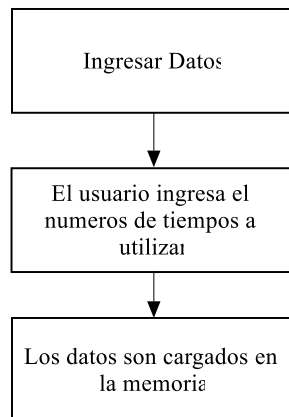 Ingresar Datos
El usuario ingresa el
numeros de tiempos a
utilizar
Los datos son cargados en
la memoria